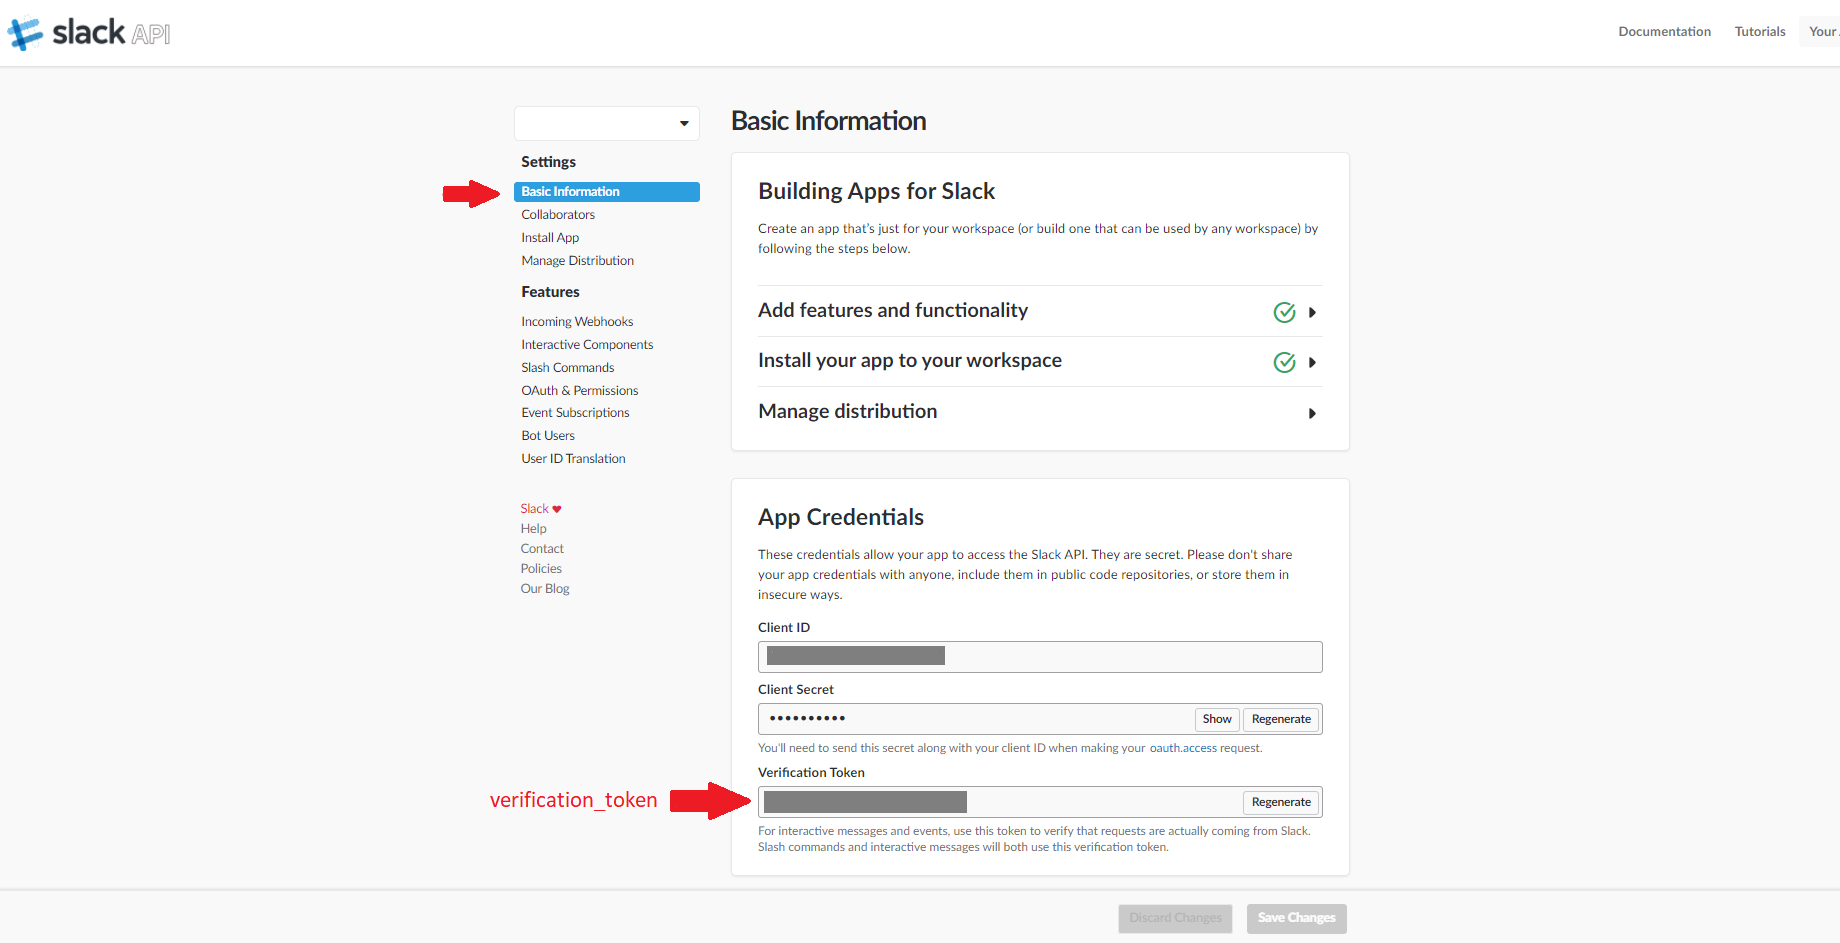 slack API
Documentation
Tutorials
Your
Basic Information
Settings
Basic Information
Collaborators
Install App
Manage Distribution
Features
Incoming Webhooks
Interactive Components
Slash Commands
OAuth & Permissions
Event Subscriptions
Bot Users
User ID Translation
Slack ♥
Help
Contact
Policies
Our Blog
Building Apps for Slack
Create an app that's just for your workspace (or build one that can be used by any workspace) by
following the steps below.
Add features and functionality
Install your app to your workspace
Manage distribution
App Credentials
These credentials allow your app to access the Slack API. They are secret. Please don't share
your app credentials with anyone, include them in public code repositories, or store them in
insecure ways.
Client ID
Client Secret
••••••••••
Show
Regenerate
You'll need to send this secret along with your client ID when making your oauth.access request.
Verification Token
verification_token
Regenerate
For interactive messages and events, use this token to verify that requests are actually coming from Slack.
Slash commands and interactive messages will both use this verification token.
Discard Changes
Save Changes